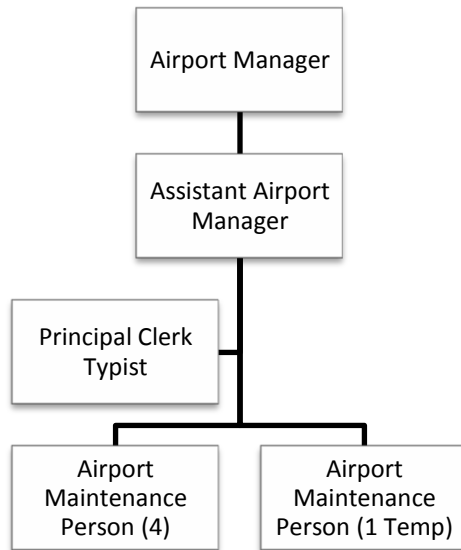 Airport Manager
Assistant Airport
Manager
Principal Clerk
Typist
Airport
Maintenance
Person (4)
Airport
Maintenance
Person (1 Temp)